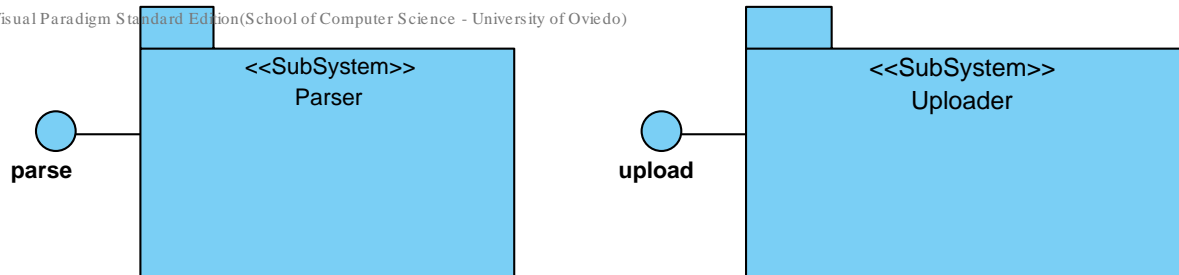 isual Paradigm Standard Edition(School of Computer Science - University of Oviedo)
<<SubSystem>>
Parser
parse
<<SubSystem>>
Uploader
upload